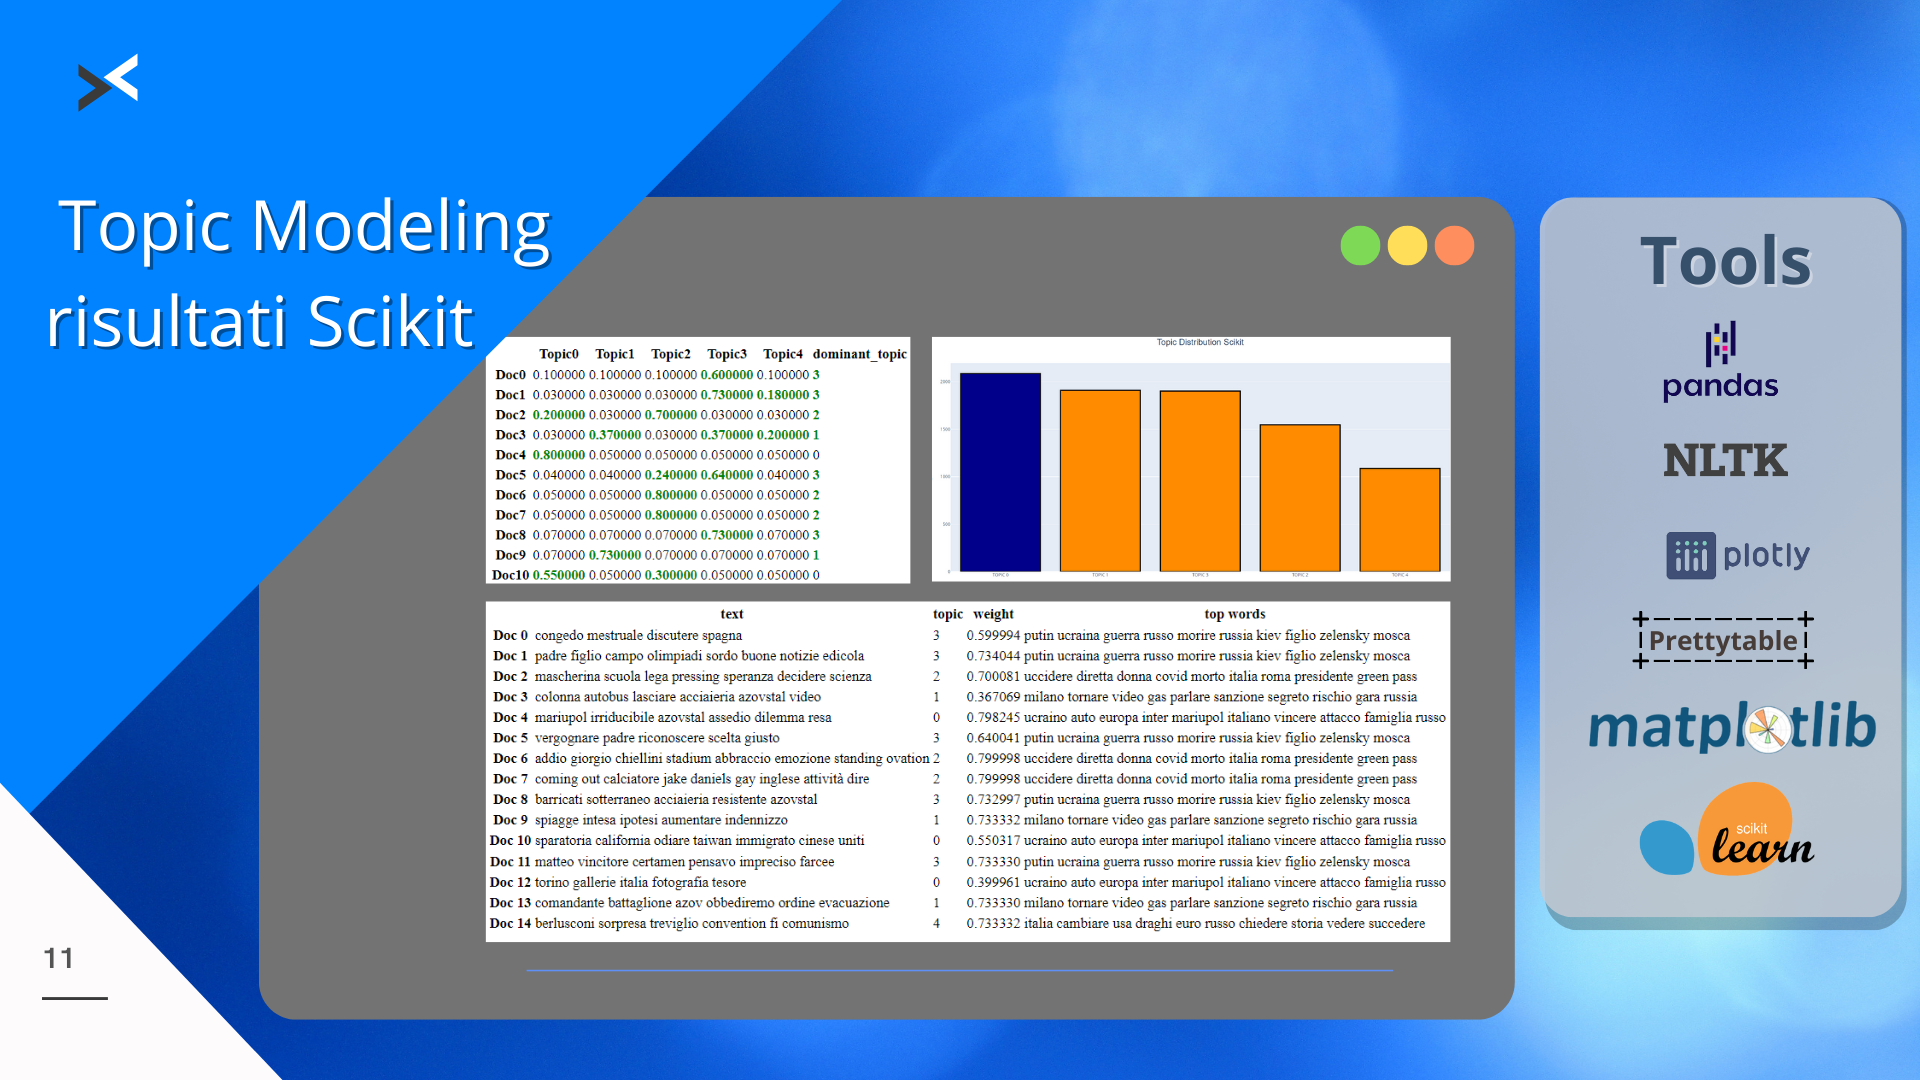 Topic Modeling
risultati Scikit
Topic0 Topic1 Topic2 Topic3 Topic4 dominant_topic
Doc0 0.100000 0.100000 0.100000 0.600000 0.100000 3
Doc1 0.030000 0.030000 0.030000 0.730000 0.180000 3
Doc2 0.200000 0.030000 0.700000 0.030000 0.030000 2
Doc3 0.030000 0.370000 0.030000 0.370000 0.200000 1
Doc4 0.800000 0.050000 0.050000 0.050000 0.050000 0
Doc5 0.040000 0.040000 0.240000 0.640000 0.040000 3
Doc6 0.050000 0.050000 0.800000 0.050000 0.050000 2
Doc7 0.050000 0.050000 0.800000 0.050000 0.050000 2
Doc8 0.070000 0.070000 0.070000 0.730000 0.070000 3
Doc9 0.070000 0.730000 0.070000 0.070000 0.070000 1
Doc10 0.550000 0.050000 0.300000 0.050000 0.050000 0
Topic Distribution Scikit
2000
1500
1000
500
0
TOPIC 0 TOPIC 1 TOPIC 3 TOPIC 2 TOPIC 4
text topic weight top words
Doc 0 congedo mestruale discutere spagna 3 0.599994 putin ucraina guerra russo morire russia kiev figlio zelensky mosca
Doc 1 padre figlio campo olimpiadi sordo buone notizie edicola 3 0.734044 putin ucraina guerra russo morire russia kiev figlio zelensky mosca
Doc 2 mascherina scuola lega pressing speranza decidere scienza 2 0.700081 uccidere diretta donna covid morto italia roma presidente green pass
Doc 3 colonna autobus lasciare acciaieria azovstal video 1 0.367069 milano tornare video gas parlare sanzione segreto rischio gara russia
Doc 4 mariupol irriducibile azovstal assedio dilemma resa 0 0.798245 ucraino auto europa inter mariupol italiano vincere attacco famiglia russo
Doc 5 vergognare padre riconoscere scelta giusto 3 0.640041 putin ucraina guerra russo morire russia kiev figlio zelensky mosca
Doc 6 addio giorgio chiellini stadium abbraccio emozione standing ovation 2 0.799998 uccidere diretta donna covid morto italia roma presidente green pass
Doc 7 coming out calciatore jake daniels gay inglese attività dire 2 0.799998 uccidere diretta donna covid morto italia roma presidente green pass
Doc 8 barricati sotterraneo acciaieria resistente azovstal 3 0.732997 putin ucraina guerra russo morire russia kiev figlio zelensky mosca
Doc 9 spiagge intesa ipotesi aumentare indennizzo 1 0.733332 milano tornare video gas parlare sanzione segreto rischio gara russia
Doc 10 sparatoria california odiare taiwan immigrato cinese uniti 0 0.550317 ucraino auto europa inter mariupol italiano vincere attacco famiglia russo
Doc 11 matteo vincitore certamen pensavo impreciso farcee 3 0.733330 putin ucraina guerra russo morire russia kiev figlio zelensky mosca
Doc 12 torino gallerie italia fotografia tesore 0 0.399961 ucraino auto europa inter mariupol italiano vincere attacco famiglia russo
Doc 13 comandante battaglione azov obbediremo ordine evacuazione 1 0.733330 milano tornare video gas parlare sanzione segreto rischio gara russia
Doc 14 berlusconi sorpresa treviglio convention fi comunismo 4 0.733332 italia cambiare usa draghi euro russo chiedere storia vedere succedere
Tools
pandas
NLTK
plotly
Prettytable
matplotlib
scikit
learn
11